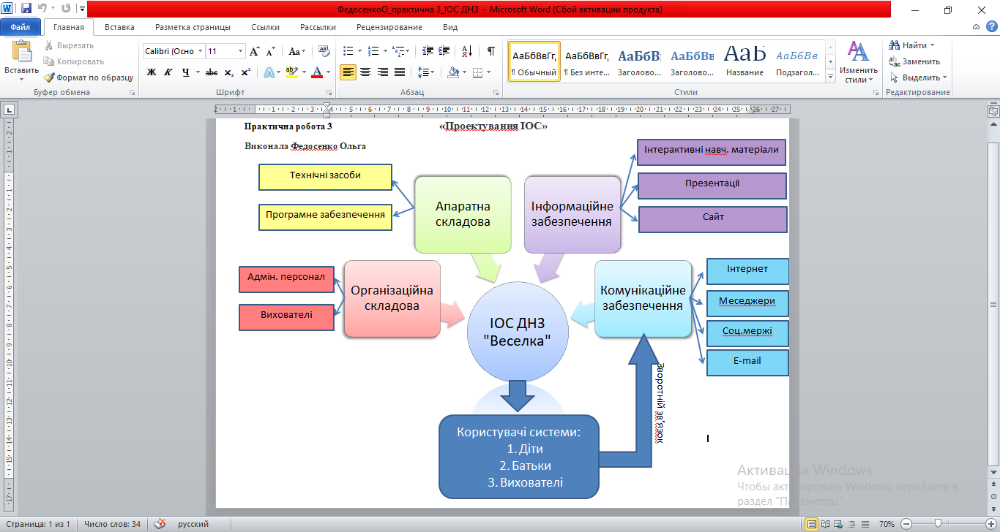 ФедосенкоО_практична 3_ІОС ДНЗ - Microsoft Word (Сбой активации продукта)
Файл
Главная
Вставка
Разметка страницы
Ссылки
Рассылки
Рецензирование
Вид
Вставить
Вырезать
Копировать
Формат по образцу
Буфер обмена
Calibri (Осно
11
Шрифт
Абзац
АаБбВвГг,
¶ Обычный
АаБбВвГг,
¶ Без инте...
АаБбВ
Заголово...
АаБбВв
Заголово...
АаБ
Название
АаБбВв
Подзагол...
Стили
Изменить
стили
Найти
Заменить
Выделить
Редактирование
Практична робота 3 «Проектування ІОС»
Виконала Федосенко Ольга
Технічні засоби
Програмне забезпечення
Апаратна
складова
Інформаційне
забезпечення
Інтерактивні навч. матеріали
Презентації
Сайт
Адмін. персонал
Вихователі
Організаційна
складова
Комунікаційне
забезпечення
Інтернет
Меседжери
Соц.мержі
E-mail
ІОС ДНЗ
"Веселка"
Зворотній зв'язок
Користувачі системи:
1. Діти
2. Батьки
3. Вихователі
Активация Windows
Чтобы активировать Windows, перейдите в
раздел "Параметры".
Страница: 1 из 1
Число слов: 34
русский
70%